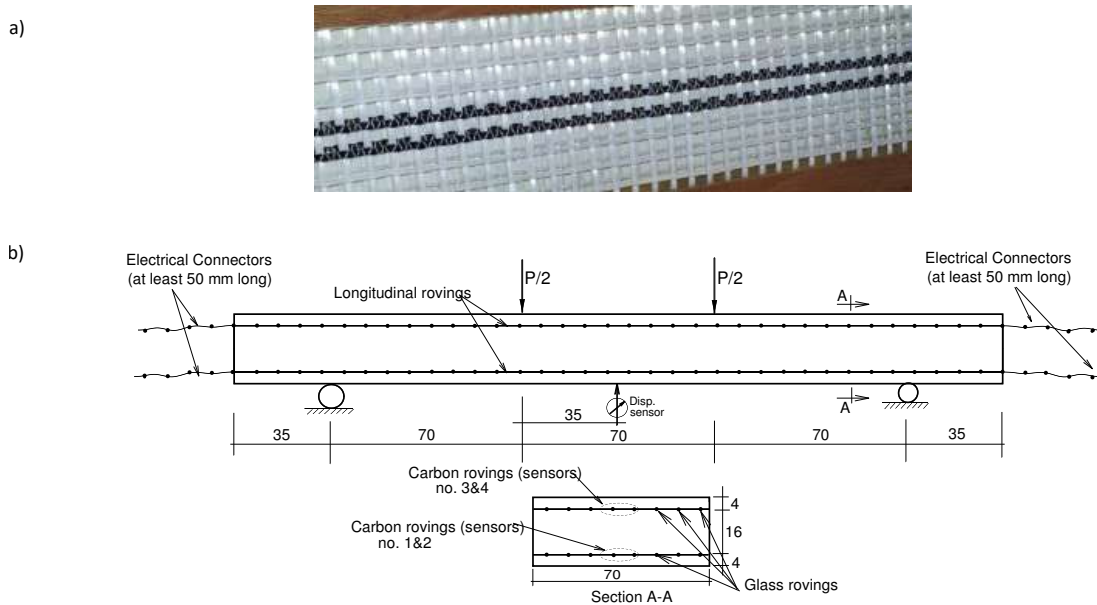 a)
b)
Electrical Connectors
(at least 50 mm long)
Electrical Connectors
(at least 50 mm long)
P/2
P/2
A
Longitudinal rovings
Disp.
sensor
A
35
35
70
70
70
35
Carbon rovings (sensors)
no. 3&4
4
Carbon rovings (sensors)
no. 1&2
16
4
70
Glass rovings
Section A-A